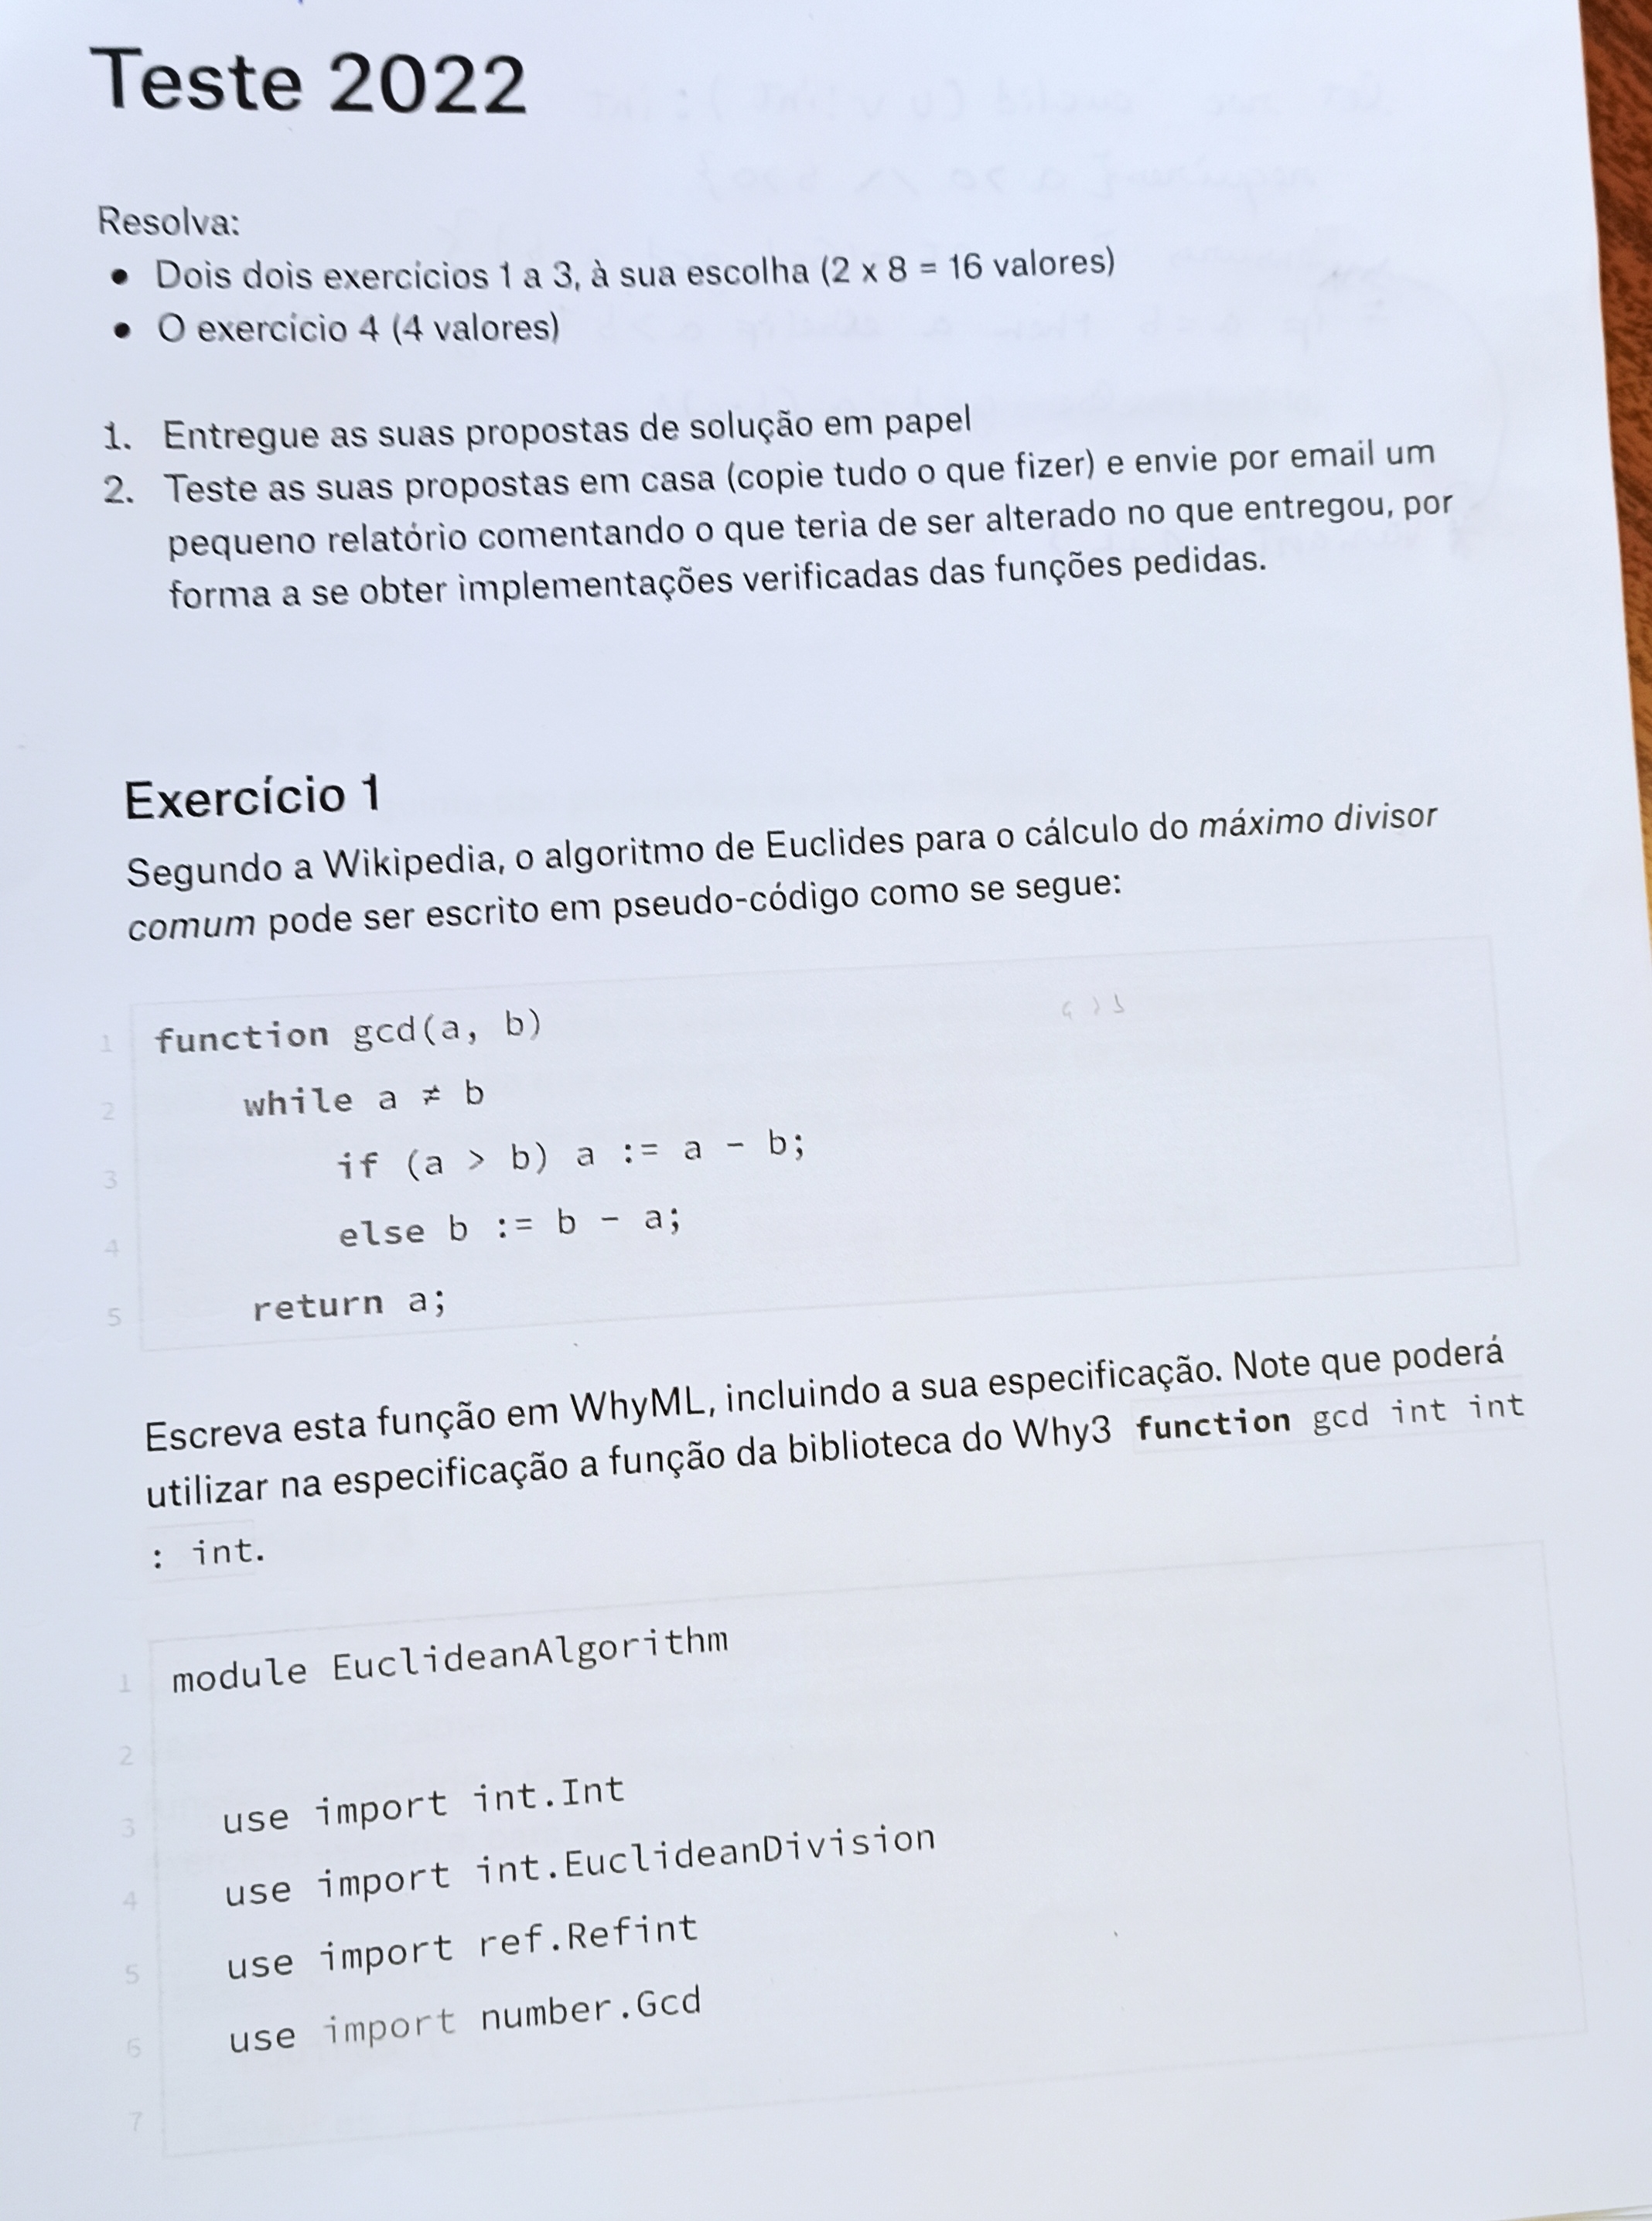 Teste 2022
Resolva:
• Dois dois exercícios 1 a 3, à sua escolha (2 x 8 = 16 valores)
• O exercício 4 (4 valores)
1. Entregue as suas propostas de solução em papel
2. Teste as suas propostas em casa (copie tudo o que fizer) e envie por email um
pequeno relatório comentando o que teria de ser alterado no que entregou, por
forma a se obter implementações verificadas das funções pedidas.
Exercício 1
Segundo a Wikipedia, o algoritmo de Euclides para o cálculo do máximo divisor
comum pode ser escrito em pseudo-código como se segue:
1 function gcd(a, b)
2 while a ≠ b
3 if (a > b) a := a - b;
4 else b := b - a;
5 return a;
Escreva esta função em WhyML, incluindo a sua especificação. Note que poderá
utilizar na especificação a função da biblioteca do Why3 function gcd int int
: int.
1 module EuclideanAlgorithm
2
3 use import int.Int
4 use import int.EuclideanDivision
5 use import ref.Refint
6 use import number.Gcd
7